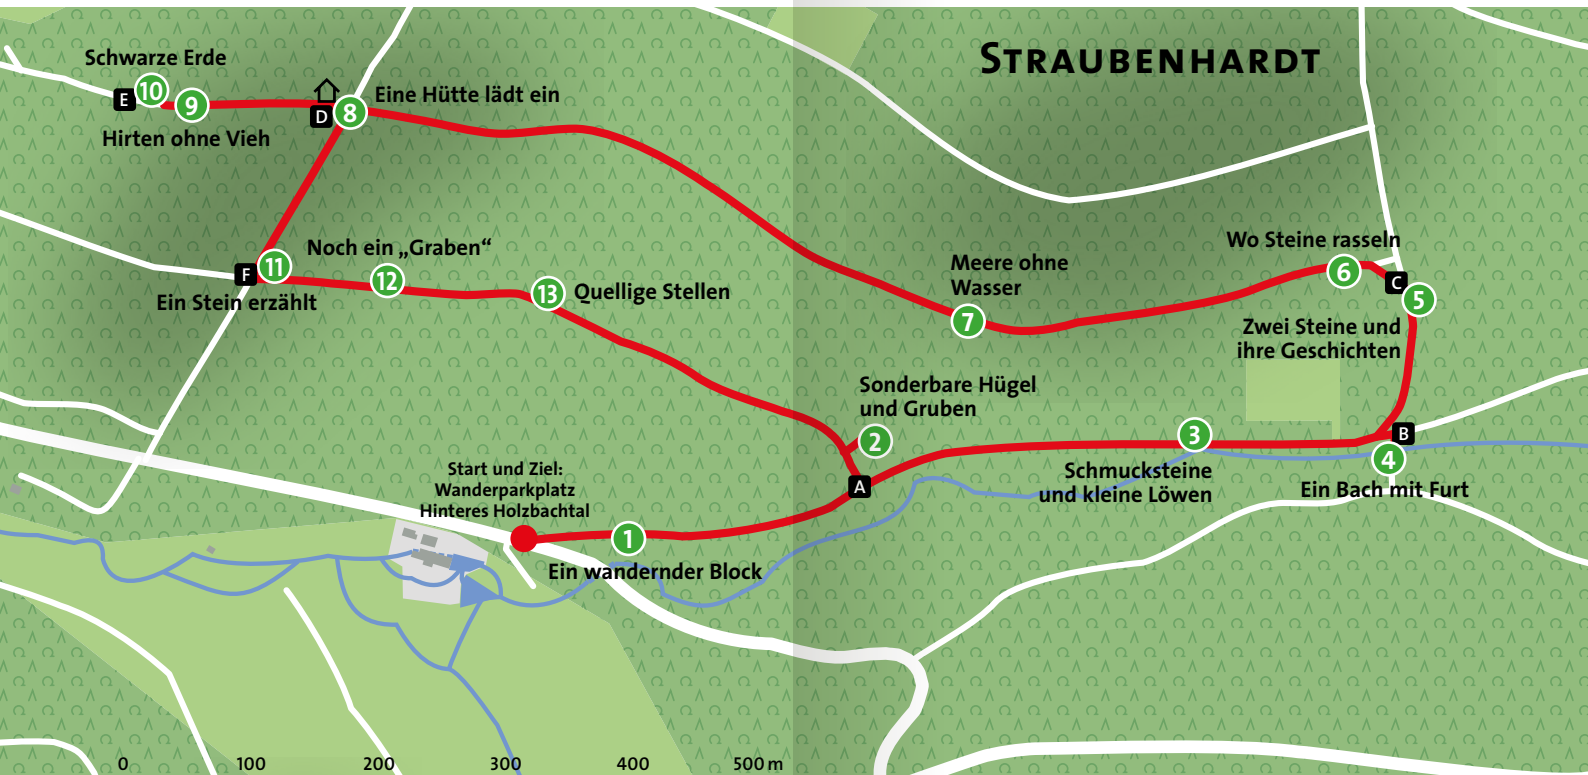 STRAUBENHARDT
Schwarze Erde
E
10
9
Hirten ohne Vieh
D
8
Eine Hütte lädt ein
Noch ein „Graben“
F
11
12
Ein Stein erzählt
13
Quellige Stellen
Wo Steine rasseln
6
C
5
Meere ohne
Wasser
7
Zwei Steine und
ihre Geschichten
Sonderbare Hügel
und Gruben
2
A
3
Schmucksteine
und kleine Löwen
B
4
Ein Bach mit Furt
Start und Ziel:
Wanderparkplatz
Hinteres Holzbachtal
1
Ein wandernder Block
0 100 200 300 400 500 m